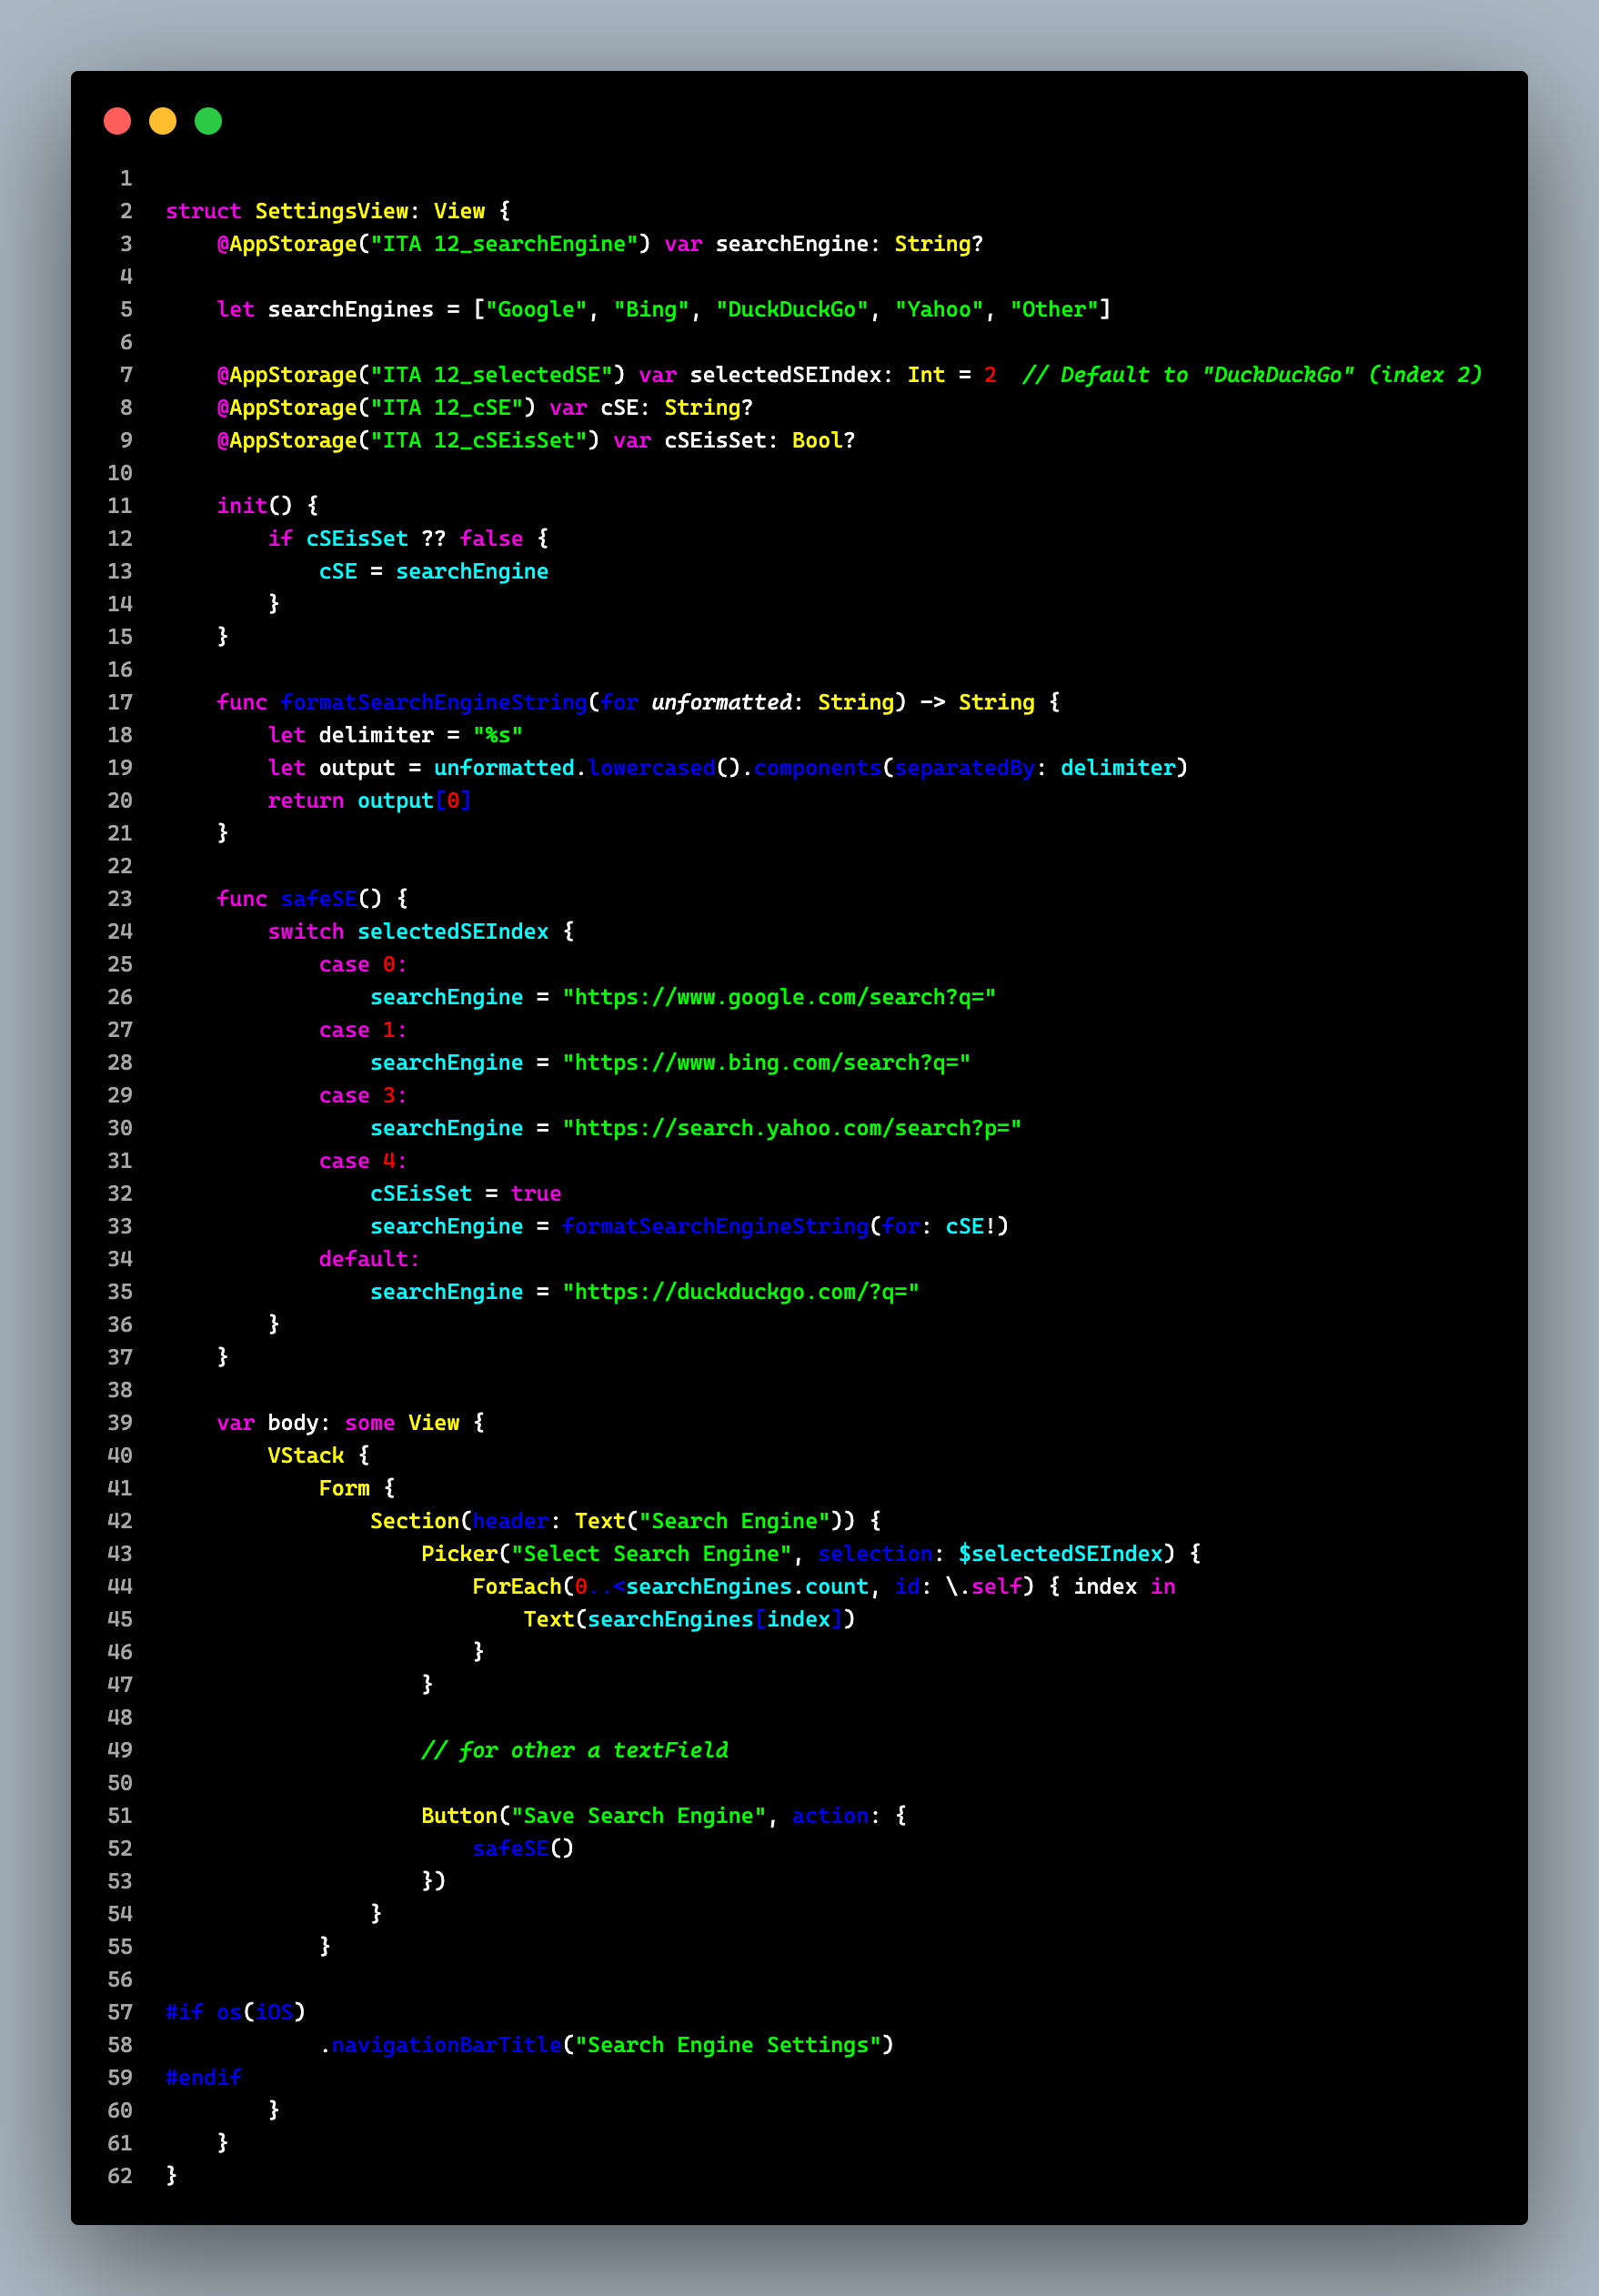 1
2 struct SettingsView: View {
3     @AppStorage("ITA 12_searchEngine") var searchEngine: String?
4
5     let searchEngines = ["Google", "Bing", "DuckDuckGo", "Yahoo", "Other"]
6
7     @AppStorage("ITA 12_selectedSE") var selectedSEIndex: Int = 2  // Default to "DuckDuckGo" (index 2)
8     @AppStorage("ITA 12_cSE") var cSE: String?
9     @AppStorage("ITA 12_cSEisSet") var cSEisSet: Bool?
10
11     init() {
12         if cSEisSet ?? false {
13             cSE = searchEngine
14         }
15     }
16
17     func formatSearchEngineString(for unformatted: String) -> String {
18         let delimiter = "%s"
19         let output = unformatted.lowercased().components(separatedBy: delimiter)
20         return output[0]
21     }
22
23     func safeSE() {
24         switch selectedSEIndex {
25             case 0:
26                 searchEngine = "https://www.google.com/search?q="
27             case 1:
28                 searchEngine = "https://www.bing.com/search?q="
29             case 3:
30                 searchEngine = "https://search.yahoo.com/search?p="
31             case 4:
32                 cSEisSet = true
33                 searchEngine = formatSearchEngineString(for: cSE!)
34             default:
35                 searchEngine = "https://duckduckgo.com/?q="
36         }
37     }
38
39     var body: some View {
40         VStack {
41             Form {
42                 Section(header: Text("Search Engine")) {
43                     Picker("Select Search Engine", selection: $selectedSEIndex) {
44                         ForEach(0..<searchEngines.count, id: \.self) { index in
45                             Text(searchEngines[index])
46                         }
47                     }
48
49                     // for other a textField
50
51                     Button("Save Search Engine", action: {
52                         safeSE()
53                     })
54                 }
55             }
56
57 #if os(iOS)
58             .navigationBarTitle("Search Engine Settings")
59 #endif
60         }
61     }
62 }